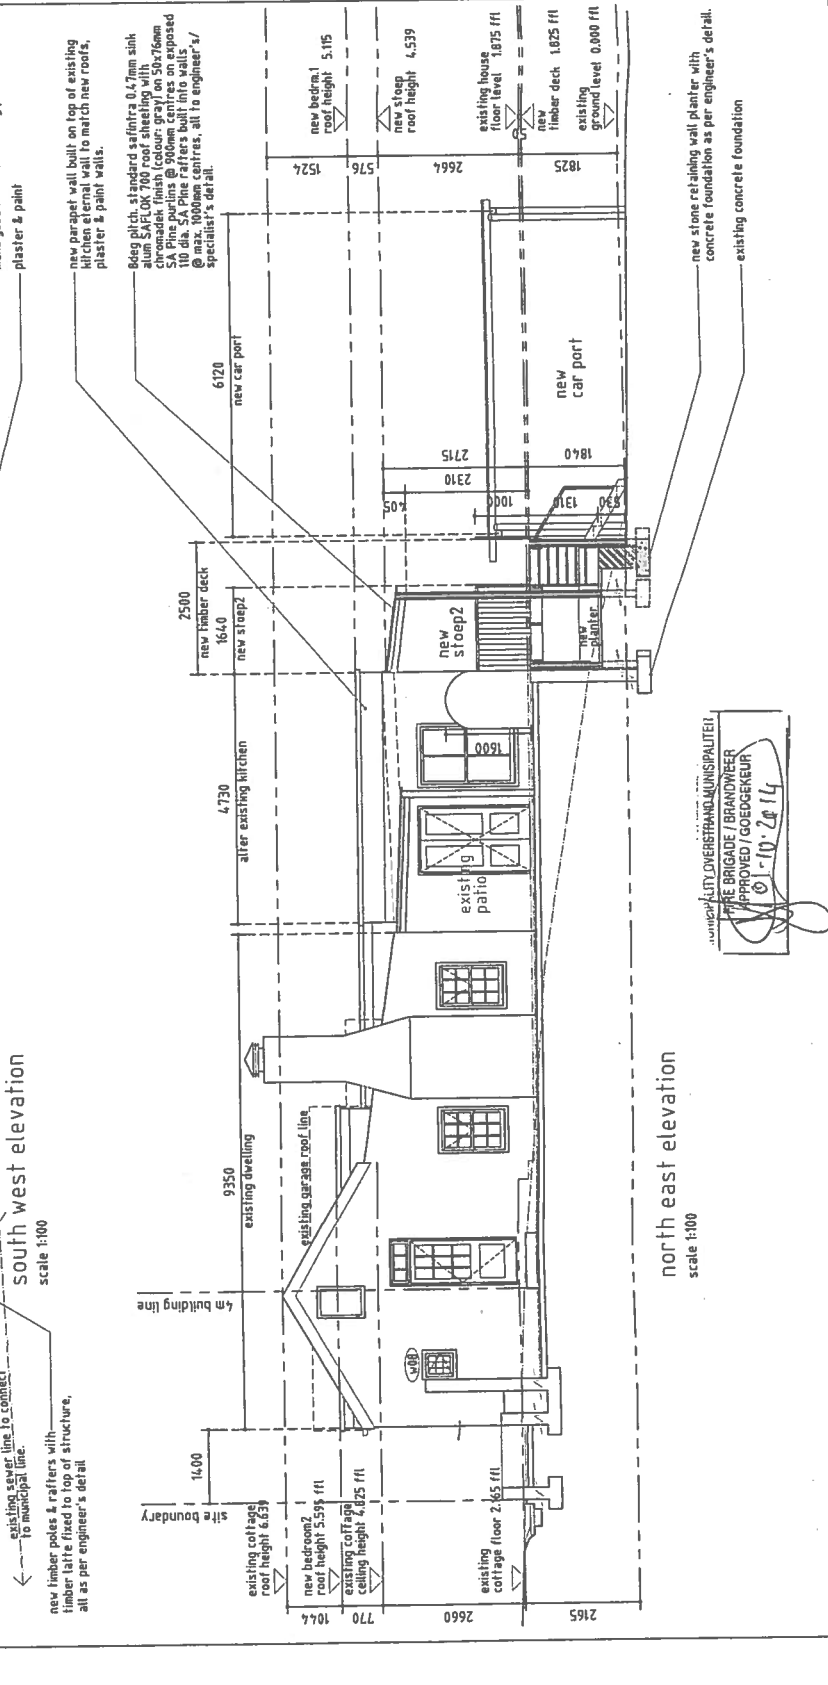 plaster & paint
new parapet wall built on top of existing
kitchen eternal wall to match new roofs,
plaster & paint walls.
8deg pitch. standard safintra 0.47mm sink
alum SAFLOK 700 roof sheeting with
chromadek finish (colour: gray) on 50x76mm
SA Pine purlins @ 900mm centres on exposed
110 dia. SA Pine rafters built into walls
@ max. 1000mm centres, all to engineer's/
specialist's detail.
south west elevation
scale 1:100
existing sewer line to connect
to municipal line.
new timber poles & rafters with
timber latte fixed to top of structure,
all as per engineer's detail
site boundary
1400
4m building line
9350
existing dwelling
4730
alter existing kitchen
2500
new timber deck
1640
new stoep2
6120
new car port
existing cottage
roof height 6.639
new bedroom2
roof height 5.595 ffl
existing cottage
ceiling height 4.825 ffl
existing
cottage floor 2.165 ffl
1044
770
2660
2165
existing garage roof line
W08
existing
patio
1600
new
stoep2
new
planter
405
2310
2715
1000
1310
530
1840
new
car port
1524
576
2664
50
1825
new bedrm.1
roof height 5.115
new stoep
roof height 4.539
existing house
floor level 1.875 ffl
new
timber deck 1.825 ffl
existing
ground level 0.000 ffl
new stone retaining wall planter with
concrete foundation as per engineer's detail.
existing concrete foundation
OVERSTRAND MUNISIPALITEIT
FIRE BRIGADE / BRANDWEER
APPROVED / GOEDGEKEUR
01-10-2014
north east elevation
scale 1:100